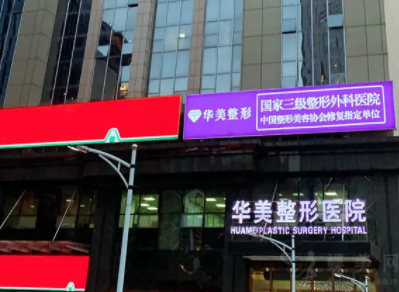 华美整形
国家三级整形外科医院
中国整形美容协会修复指定单位
华美整形医院
HUAMEI PLASTIC SURGERY HOSPITAL